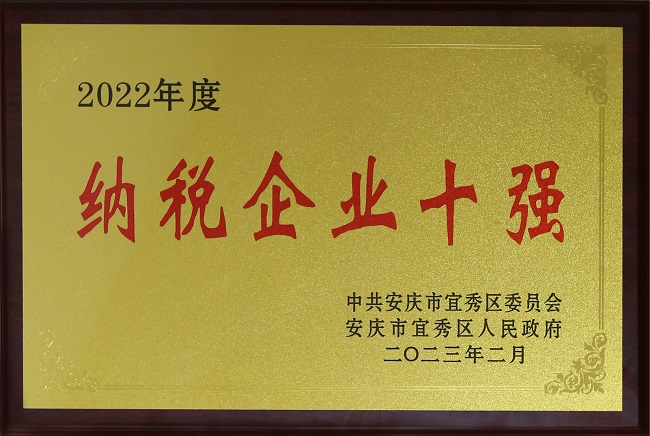 2022年度
纳税企业十强
中共安庆市宜秀区委员会
安庆市宜秀区人民政府
二〇二三年二月